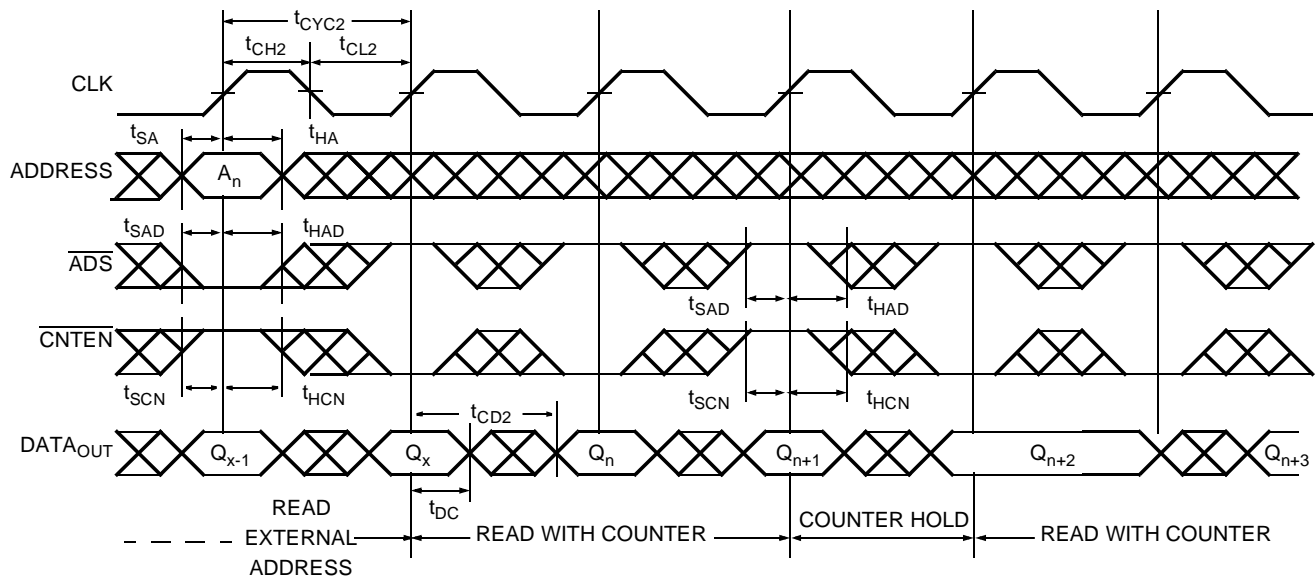 tCYC2
tCH2 tCL2
CLK
tSA tHA
ADDRESS An
tSAD tHAD
ADS
tSAD tHAD
CNTEN
tSCN tHCN tSCN tHCN
tCD2
DATAOUT Qx-1 Qx Qn Qn+1 Qn+2 Qn+3
tDC
READ EXTERNAL ADDRESS
READ WITH COUNTER
COUNTER HOLD
READ WITH COUNTER